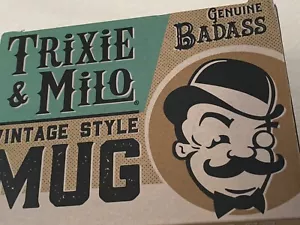 TRIXIE
& MILO
GENUINE
BADASS
VINTAGE STYLE
MUG